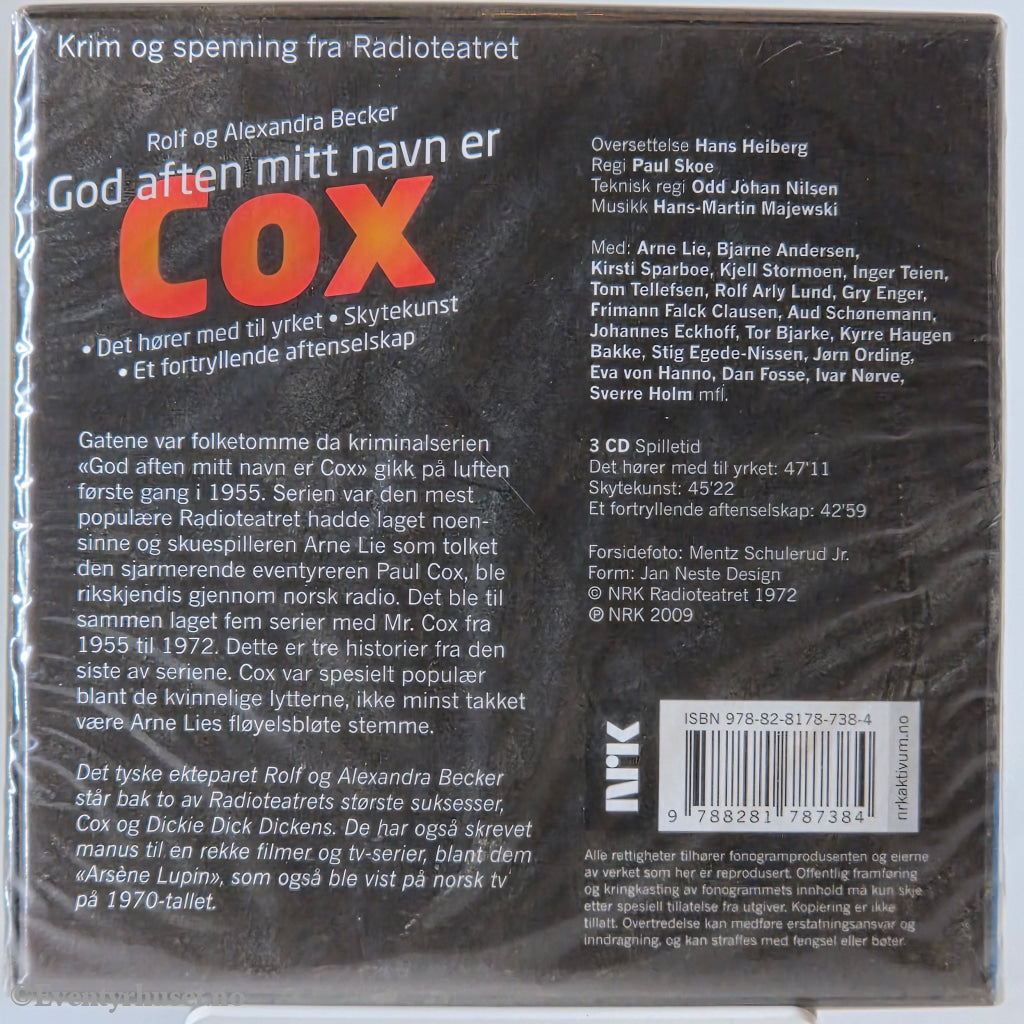 Krim og spenning fra Radioteatret
Rolf og Alexandra Becker
God aften mitt navn er
Cox
• Det hører med til yrket • Skytekunst
• Et fortryllende aftenselskap
Gatene var folketomme da kriminalserien
«God aften mitt navn er Cox» gikk på luften
første gang i 1955. Serien var den mest
populære Radioteatret hadde laget noen-
sinne og skuespilleren Arne Lie som tolket
den sjarmerende eventyreren Paul Cox, ble
rikskjendis gjennom norsk radio. Det ble til
sammen laget fem serier med Mr. Cox fra
1955 til 1972. Dette er tre historier fra den
siste av seriene. Cox var spesielt populær
blant de kvinnelige lytterne, ikke minst takket
være Arne Lies fløyelsbløte stemme.
Det tyske ekteparet Rolf og Alexandra Becker
står bak to av Radioteatrets største suksesser,
Cox og Dickie Dick Dickens. De har også skrevet
manus til en rekke filmer og tv-serier, blant dem
«Arsène Lupin», som også ble vist på norsk tv
på 1970-tallet.
Oversettelse Hans Heiberg
Regi Paul Skoe
Teknisk regi Odd Johan Nilsen
Musikk Hans-Martin Majewski
Med: Arne Lie, Bjarne Andersen,
Kirsti Sparboe, Kjell Stormoen, Inger Teien,
Tom Tellefsen, Rolf Arly Lund, Gry Enger,
Frimann Falck Clausen, Aud Schønemann,
Johannes Eckhoff, Tor Bjarke, Kyrre Haugen
Bakke, Stig Egede-Nissen, Jørn Ording,
Eva von Hanno, Dan Fosse, Ivar Nørve,
Sverre Holm mfl.
3 CD Spilletid
Det hører med til yrket: 47'11
Skytekunst: 45'22
Et fortryllende aftenselskap: 42'59
Forsidefoto: Mentz Schulerud Jr.
Form: Jan Neste Design
© NRK Radioteatret 1972
℗ NRK 2009
NRK
ISBN 978-82-8178-738-4
9 788281 787384
nrkaktivum.no
Alle rettigheter tilhører fonogramprodusenten og eierne
av verket som her er reprodusert. Offentlig framføring
og kringkasting av fonogrammets innhold må kun skje
etter spesiell tillatelse fra utgiver. Kopiering er ikke
tillatt. Overtredelse kan medføre erstatningsansvar og
inndragning, og kan straffes med fengsel eller bøter.
©Eventyrhuset.no